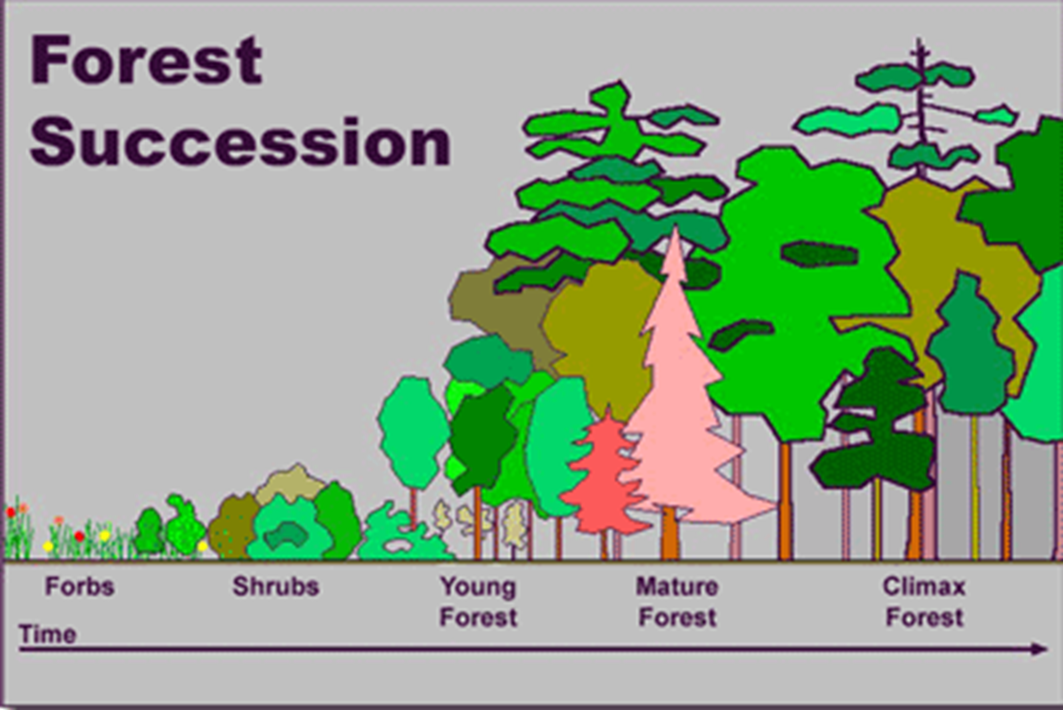 Forest
Succession
Forbs
Shrubs
Young
Forest
Mature
Forest
Climax
Forest
Time